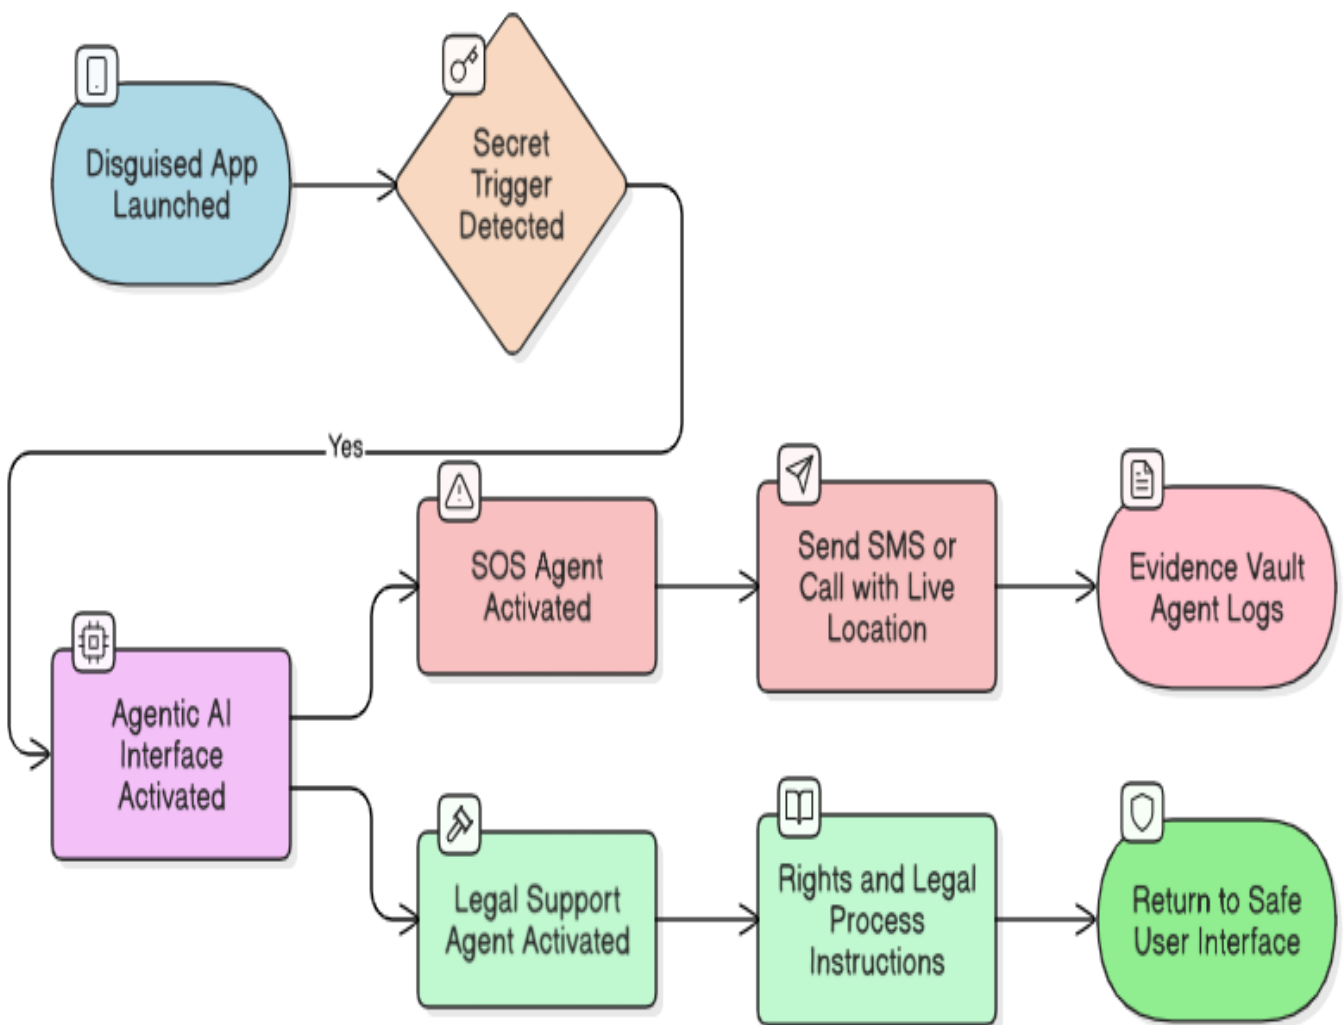 Disguised App
Launched
Secret
Trigger
Detected
Yes
SOS Agent
Activated
Send SMS or
Call with Live
Location
Evidence Vault
Agent Logs
Agentic AI
Interface
Activated
Legal Support
Agent Activated
Rights and Legal
Process
Instructions
Return to Safe
User Interface